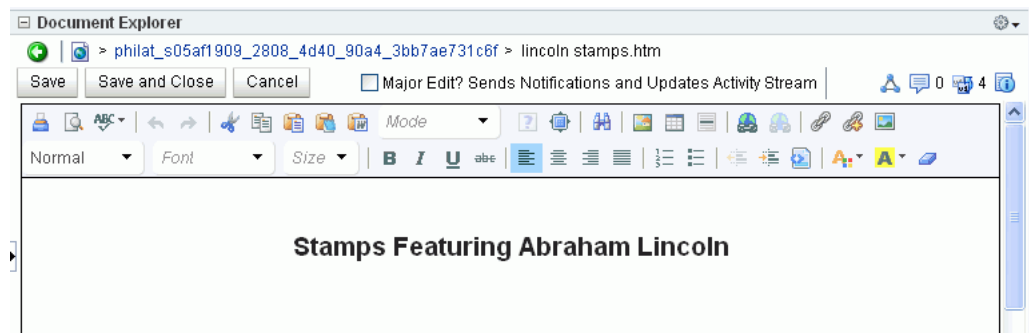 Document Explorer
> philat_s05af1909_2808_4d40_90a4_3bb7ae731c6f > lincoln stamps.htm
Save Save and Close Cancel Major Edit? Sends Notifications and Updates Activity Stream 0 4
ABC Mode
Normal Font Size B I U abc A A
Stamps Featuring Abraham Lincoln